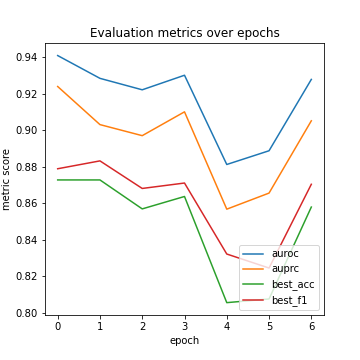 Evaluation metrics over epochs
metric score
0.94
0.92
0.90
0.88
0.86
0.84
0.82
0.80
auroc
auprc
best_acc
best_f1
0 1 2 3 4 5 6
epoch